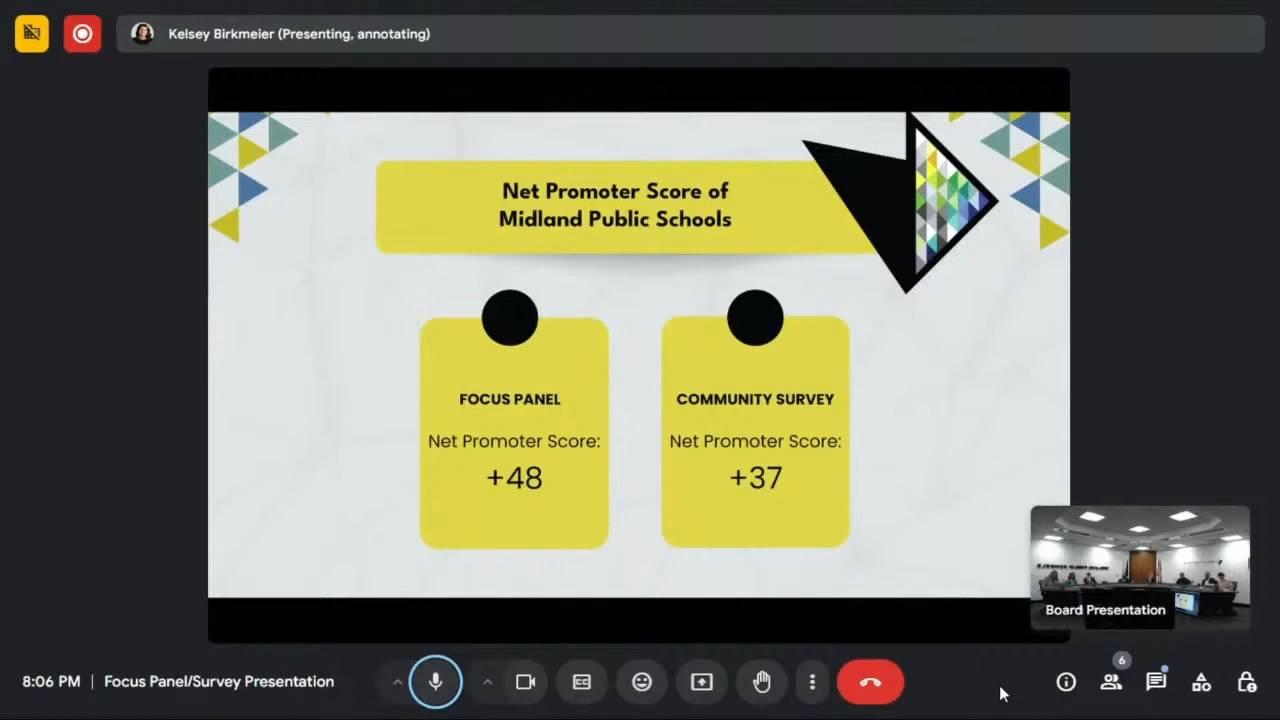 Kelsey Birkmeier (Presenting, annotating)
Net Promoter Score of
Midland Public Schools
FOCUS PANEL
Net Promoter Score:
+48
COMMUNITY SURVEY
Net Promoter Score:
+37
Board Presentation
8:06 PM | Focus Panel/Survey Presentation
CC
6